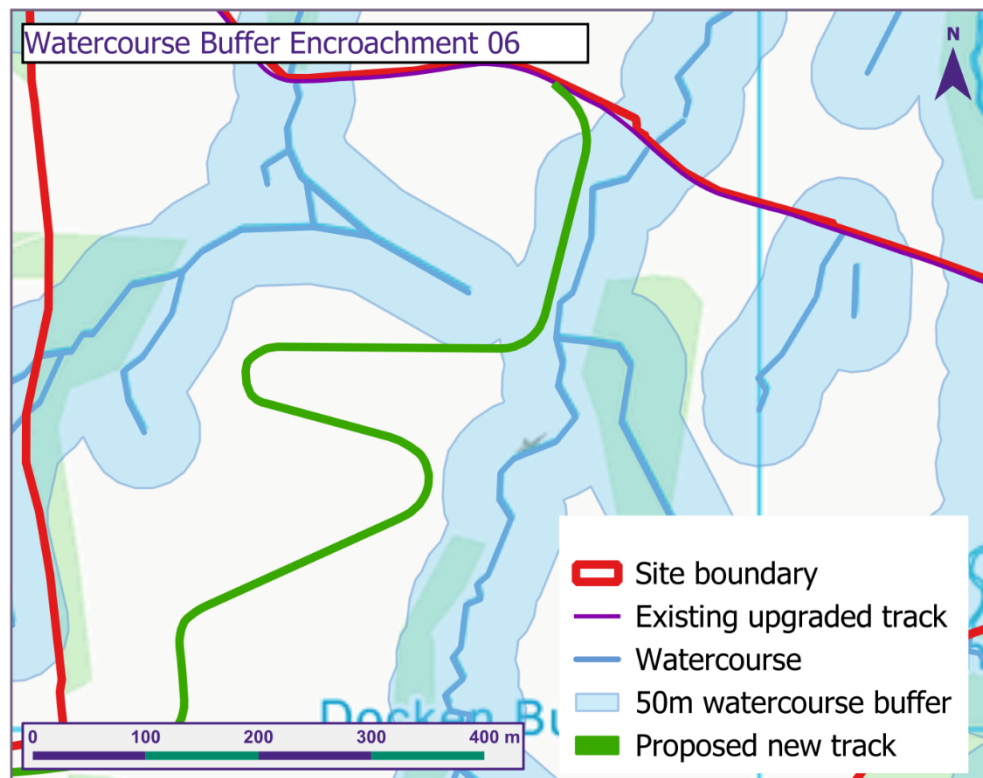 Watercourse Buffer Encroachment 06
N
Site boundary
Existing upgraded track
Watercourse
50m watercourse buffer
Proposed new track
0 100 200 300 400 m